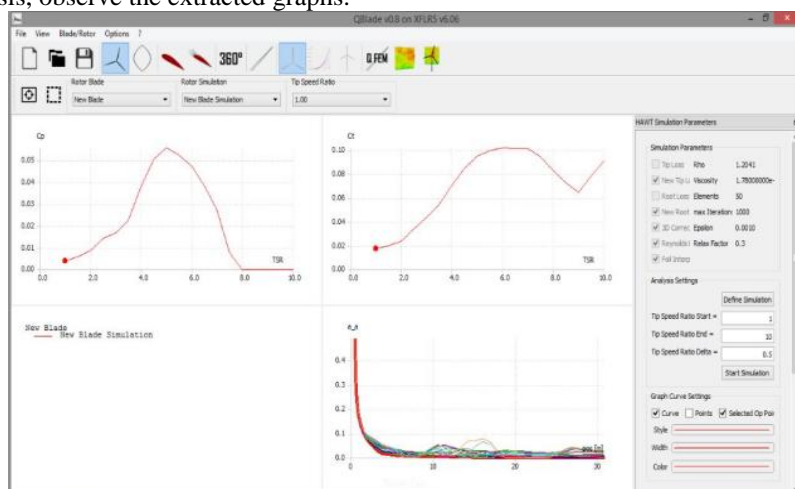 sis, observe the extracted graphs.
QBlade v0.8 on XFLR5 v6.06
File View Blade/Rotor Options ?
360° Q.FEM
Rotor Blade Rotor Simulation Tip Speed Ratio
New Blade New Blade Simulation 1.00
Cp
0.05
0.04
0.03
0.02
0.01
0.00
TSR
0.0 2.0 4.0 6.0 8.0 10.0
Ct
0.10
0.08
0.06
0.04
0.02
0.00
TSR
0.0 2.0 4.0 6.0 8.0 10.0
New Blade
New Blade Simulation
a_a
0.4
0.3
0.2
0.1
0.0
0 10 20 30
HAWT Simulation Parameters
Simulation Parameters
Tip Loss Rho 1.2041
New Tip Viscosity 1.78000000e-
Root Loss Elements 50
New Root max Iteration 1000
3D Correc Epsilon 0.0010
Reynolds Relax Factor 0.3
Foil Interp
Analysis Settings
Define Simulation
Tip Speed Ratio Start = 1
Tip Speed Ratio End = 10
Tip Speed Ratio Delta = 0.5
Start Simulation
Graph Curve Settings
Curve Points Selected Op Poin
Style
Width
Color